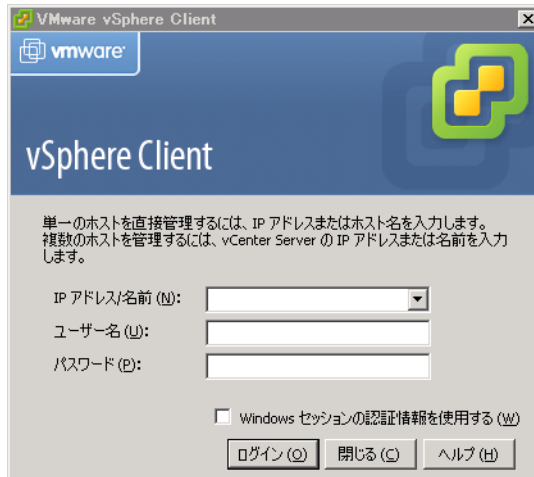 VMware vSphere Client
vmware
vSphere Client
単一のホストを直接管理するには、IP アドレスまたはホスト名を入力します。
複数のホストを管理するには、vCenter Server の IP アドレスまたは名前を入力
します。
IP アドレス/名前 (N):
ユーザー名 (U):
パスワード (P):
Windows セッションの認証情報を使用する (W)
ログイン (O) 閉じる (C) ヘルプ (H)